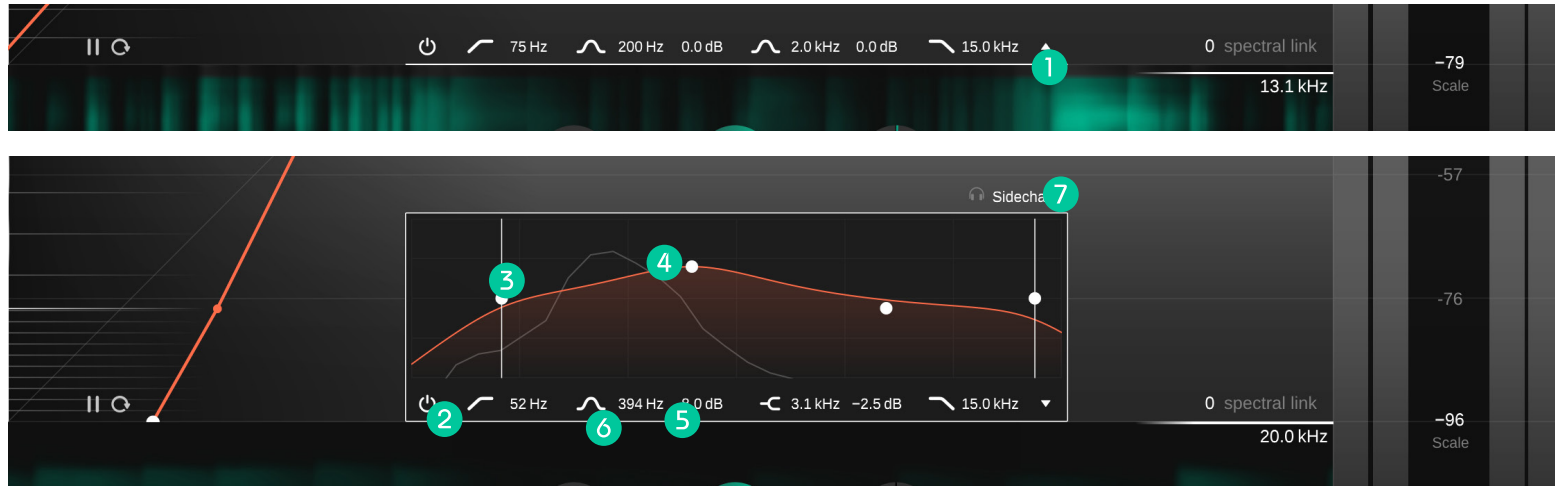 75 Hz 200 Hz 0.0 dB 2.0 kHz 0.0 dB 15.0 kHz 0 spectral link
1
−79
Scale
13.1 kHz
-57
7
3
4
-76
52 Hz 394 Hz 3.1 kHz −2.5 dB 15.0 kHz 0 spectral link
2
6
5
−96
Scale
20.0 kHz